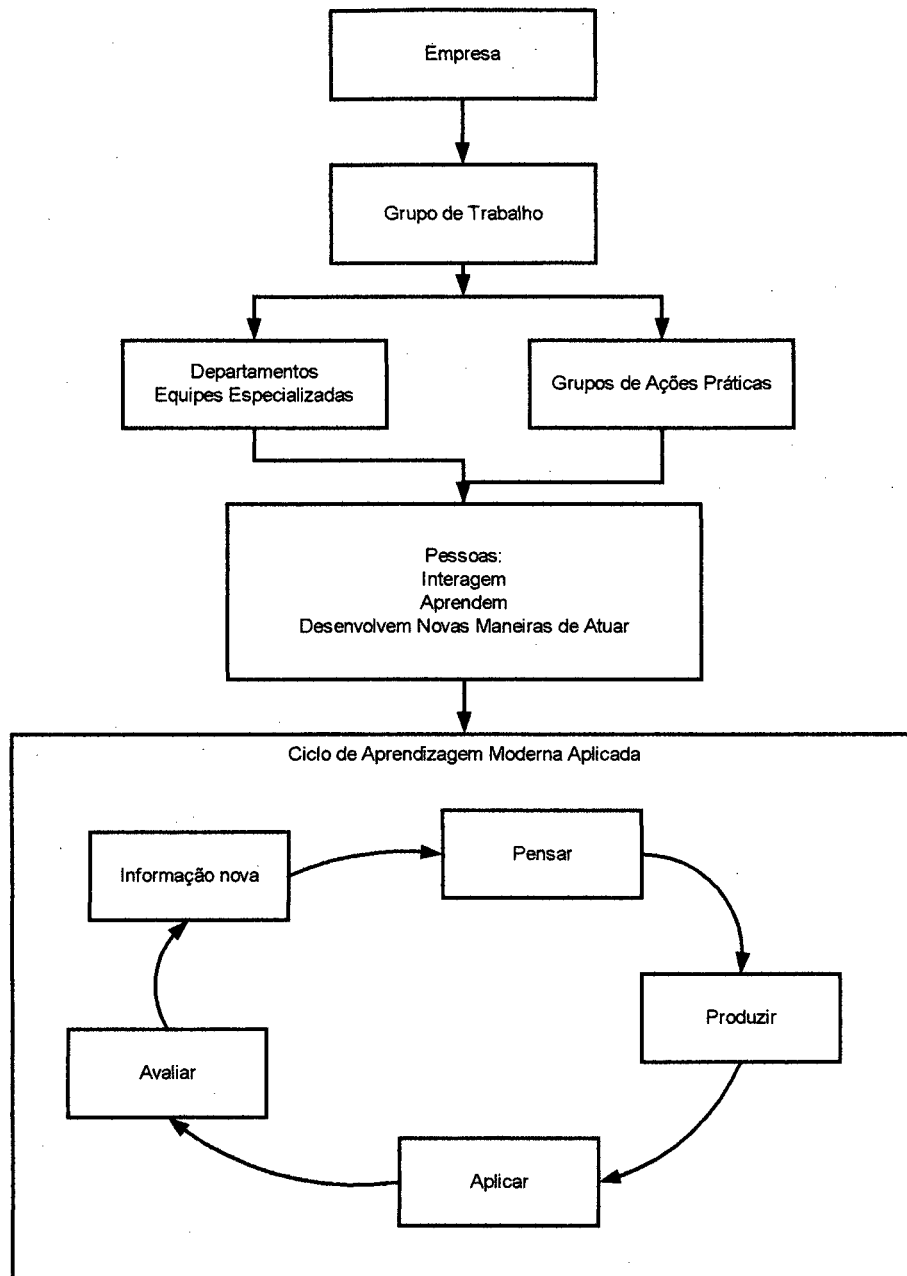 Empresa
Grupo de Trabalho
Departamentos
Equipes Especializadas
Grupos de Ações Práticas
Pessoas:
Interagem
Aprendem
Desenvolvem Novas Maneiras de Atuar
Ciclo de Aprendizagem Moderna Aplicada
Informação nova
Pensar
Produzir
Avaliar
Aplicar